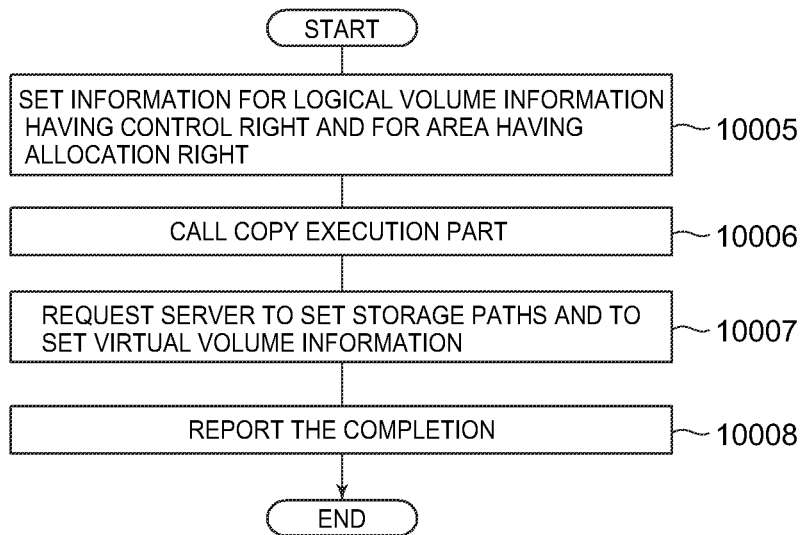 START
SET INFORMATION FOR LOGICAL VOLUME INFORMATION
HAVING CONTROL RIGHT AND FOR AREA HAVING
ALLOCATION RIGHT
10005
CALL COPY EXECUTION PART
10006
REQUEST SERVER TO SET STORAGE PATHS AND TO
SET VIRTUAL VOLUME INFORMATION
10007
REPORT THE COMPLETION
10008
END